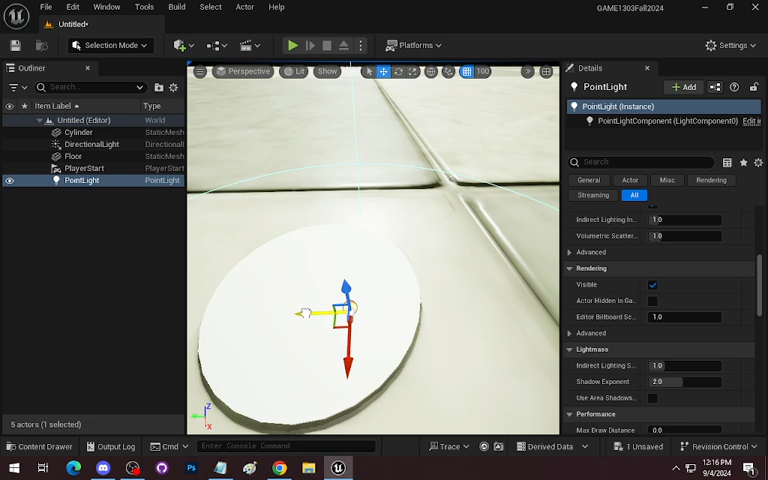 File Edit Window Tools Build Select Actor Help
GAME1303Fall2024
Untitled*
Selection Mode
Platforms
Settings
Outliner
Search...
Item Label
Type
Untitled (Editor)
World
Cylinder
StaticMesh
DirectionalLight
Directional
Floor
StaticMesh
PlayerStart
PlayerStart
PointLight
PointLight
5 actors (1 selected)
Perspective
Lit
Show
100
Z
X
Details
PointLight
Add
PointLight (Instance)
PointLightComponent (LightComponent0)
Edit in
Search
General Actor Misc Rendering
Streaming All
Indirect Lighting In... 1.0
Volumetric Scatter... 1.0
Advanced
Rendering
Visible
Actor Hidden In Ga...
Editor Billboard Sc... 1.0
Advanced
Lightmass
Indirect Lighting S... 1.0
Shadow Exponent 2.0
Use Area Shadows...
Performance
Max Draw Distance 0.0
Content Drawer
Output Log
Cmd
Enter Console Command
Trace
Derived Data
1 Unsaved
Revision Control
Ps
12:16 PM
9/4/2024